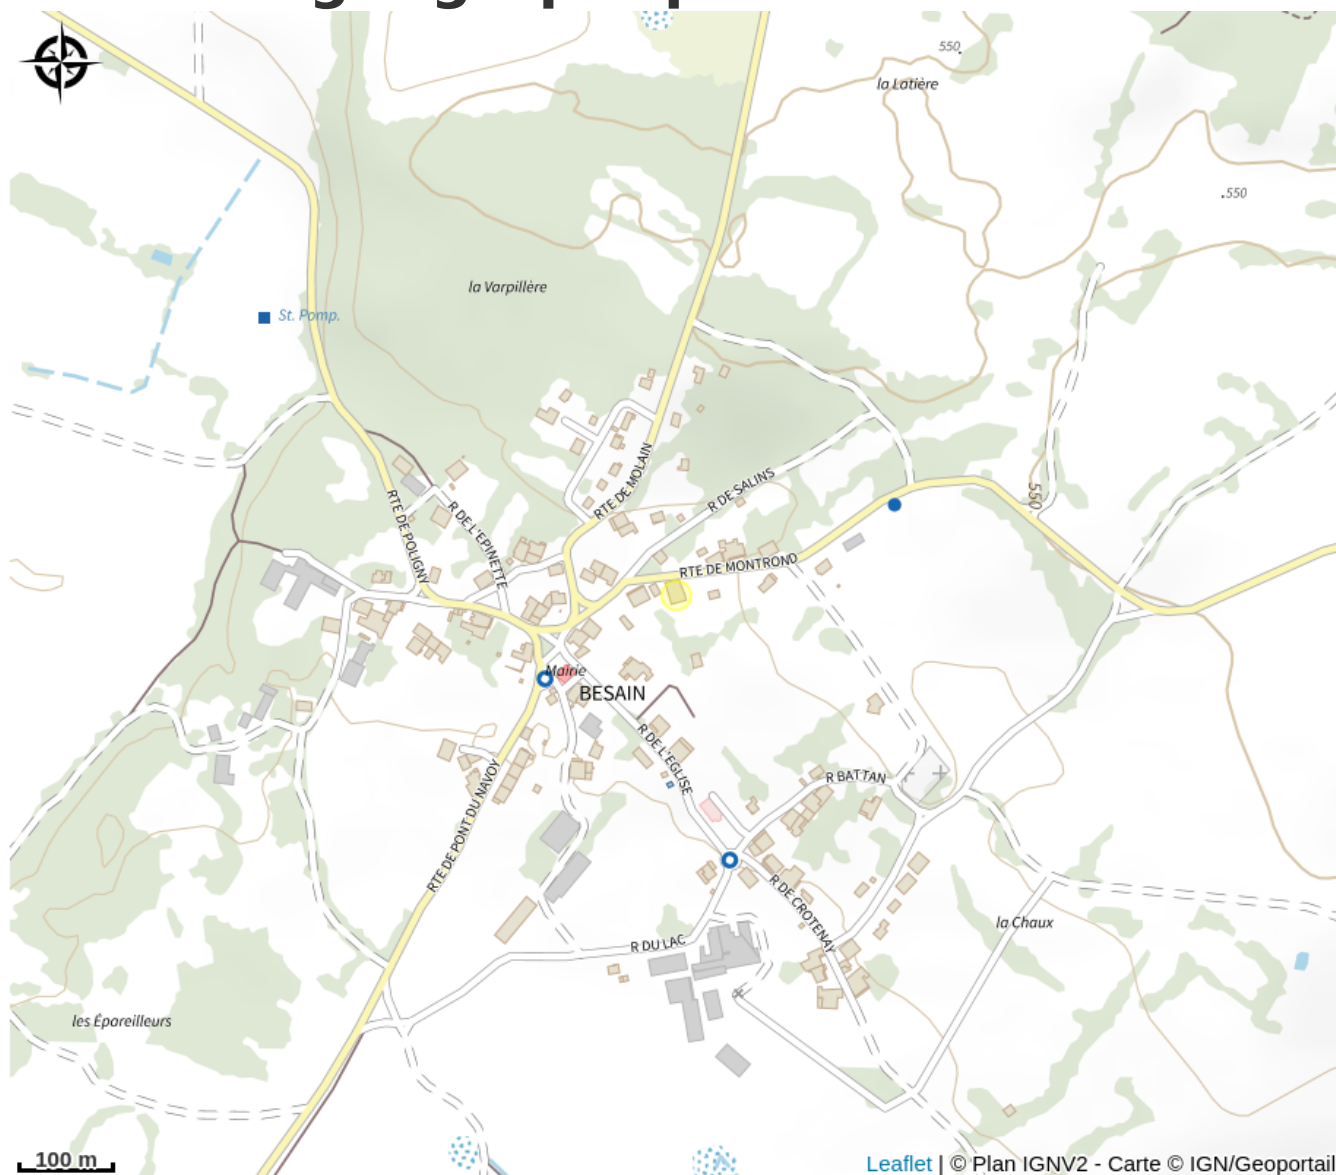 550
la Latière
550
la Varpillère
St. Pomp.
RTE DE MOLAIN
R DE SALINS
550
RTE DE POLIGNY
R DE L'EPINETTE
RTE DE MONTROND
Mairie
BESAIN
R DE L'EGLISE
R BATTAN
RTE DE PONT DU NAVOY
R DE CROTENAY
la Chaux
R DU LAC
les Épareilleurs
100 m
Leaflet | © Plan IGNV2 - Carte © IGN/Geoportail